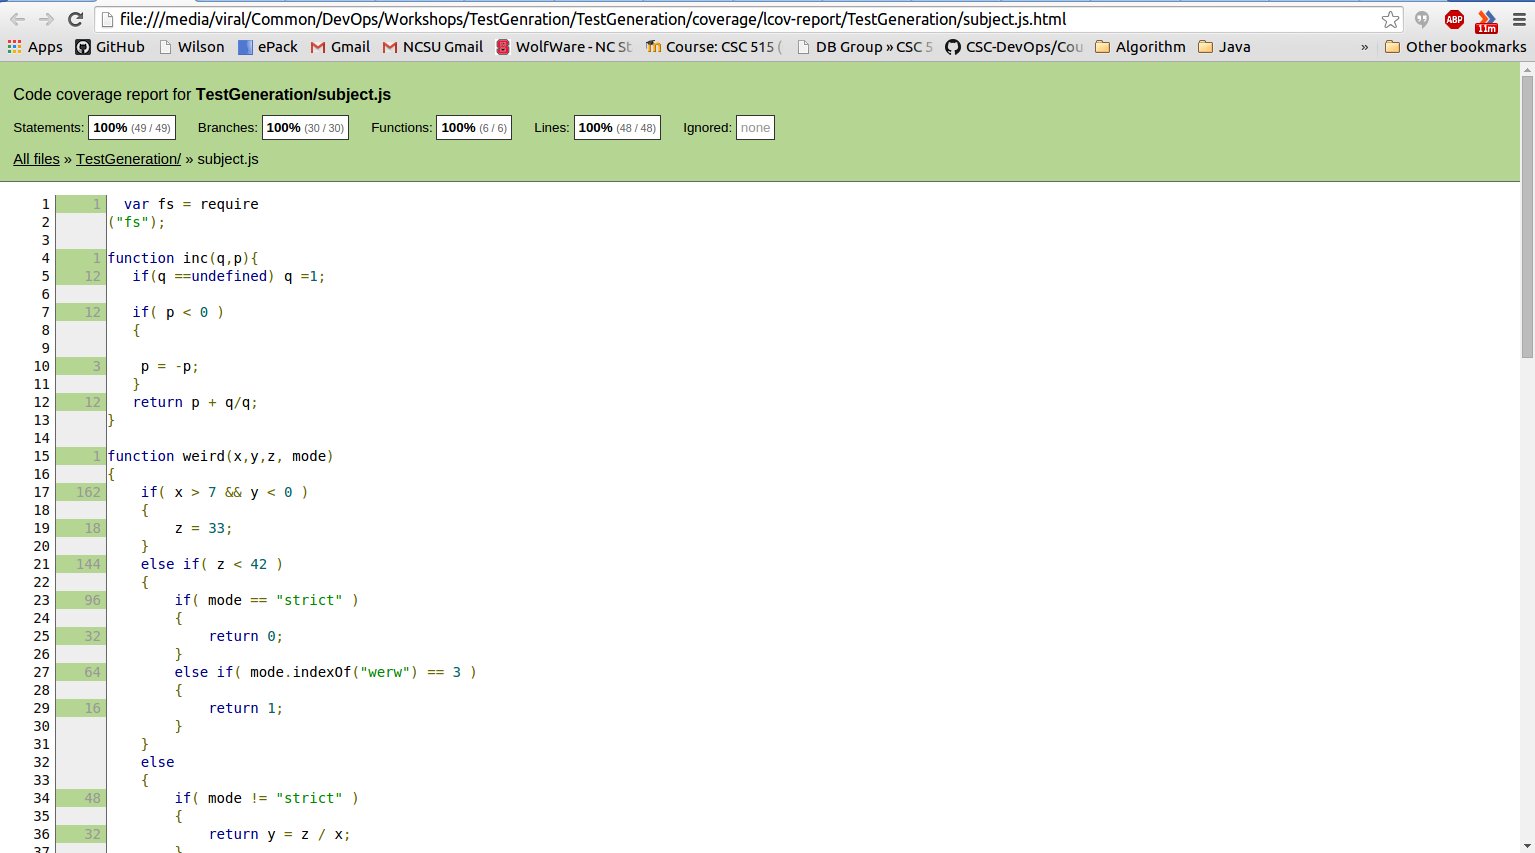 file:///media/viral/Common/DevOps/Workshops/TestGenration/TestGeneration/coverage/lcov-report/TestGeneration/subject.js.html
ABP
11m
Apps GitHub Wilson ePack Gmail NCSU Gmail WolfWare - NC St Course: CSC 515 ( DB Group » CSC 5 CSC-DevOps/Cou Algorithm Java » Other bookmarks
Code coverage report for TestGeneration/subject.js
Statements: 100% (49 / 49) Branches: 100% (30 / 30) Functions: 100% (6 / 6) Lines: 100% (48 / 48) Ignored: none
All files » TestGeneration/ » subject.js
1 1 var fs = require
2 ("fs");
3
4 1 function inc(q,p){
5 12 if(q ==undefined) q =1;
6
7 12 if( p < 0 )
8 {
9
10 3 p = -p;
11 }
12 12 return p + q/q;
13 }
14
15 1 function weird(x,y,z, mode)
16 {
17 162 if( x > 7 && y < 0 )
18 {
19 18 z = 33;
20 }
21 144 else if( z < 42 )
22 {
23 96 if( mode == "strict" )
24 {
25 32 return 0;
26 }
27 64 else if( mode.indexOf("werw") == 3 )
28 {
29 16 return 1;
30 }
31 }
32 else
33 {
34 48 if( mode != "strict" )
35 {
36 32 return y = z / x;
37 }